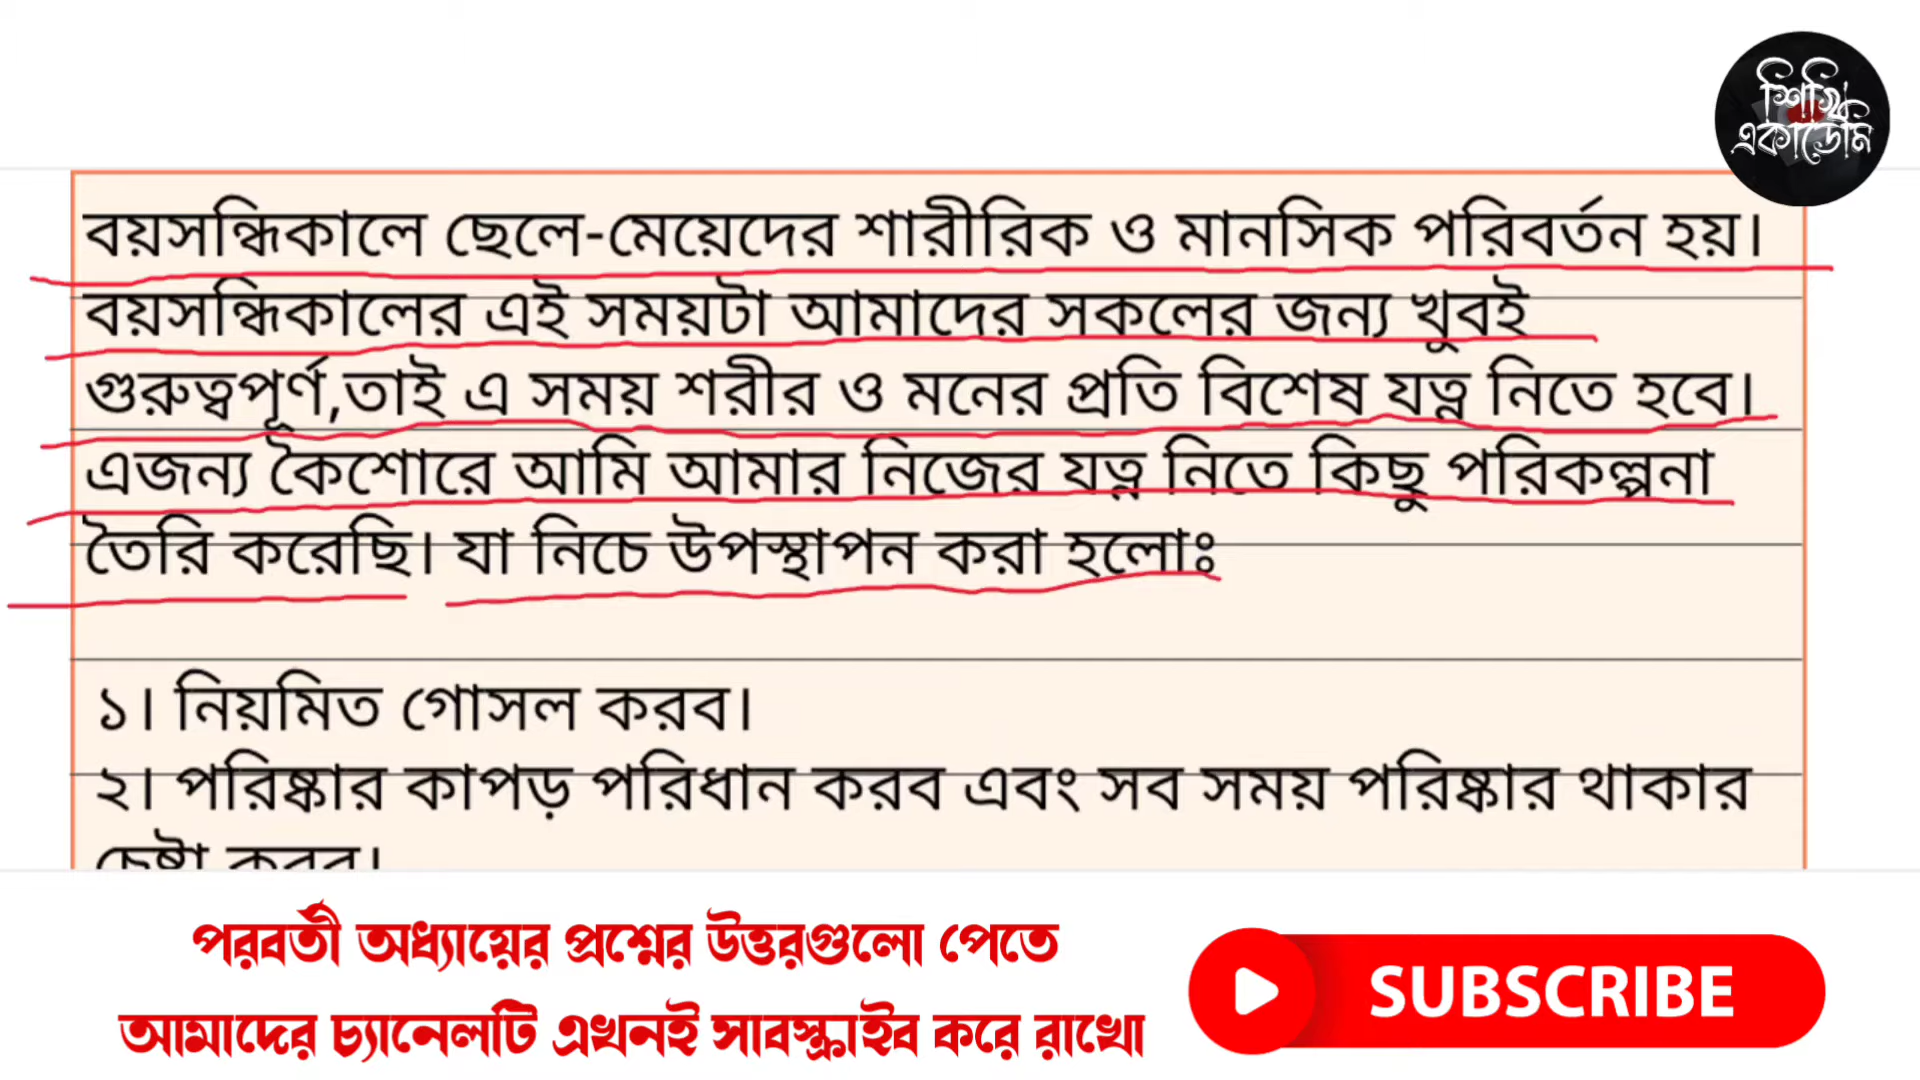 শিখি
একাডেমি
বয়সন্ধিকালে ছেলে-মেয়েদের শারীরিক ও মানসিক পরিবর্তন হয়।
বয়সন্ধিকালের এই সময়টা আমাদের সকলের জন্য খুবই
গুরুত্বপূর্ণ,তাই এ সময় শরীর ও মনের প্রতি বিশেষ যত্ন নিতে হবে।
এজন্য কৈশোরে আমি আমার নিজের যত্ন নিতে কিছু পরিকল্পনা
তৈরি করেছি। যা নিচে উপস্থাপন করা হলোঃ
১। নিয়মিত গোসল করব।
২। পরিষ্কার কাপড় পরিধান করব এবং সব সময় পরিষ্কার থাকার
চেষ্টা করব।
পরবর্তী অধ্যায়ের প্রশ্নের উত্তরগুলো পেতে
আমাদের চ্যানেলটি এখনই সাবস্ক্রাইব করে রাখো
SUBSCRIBE